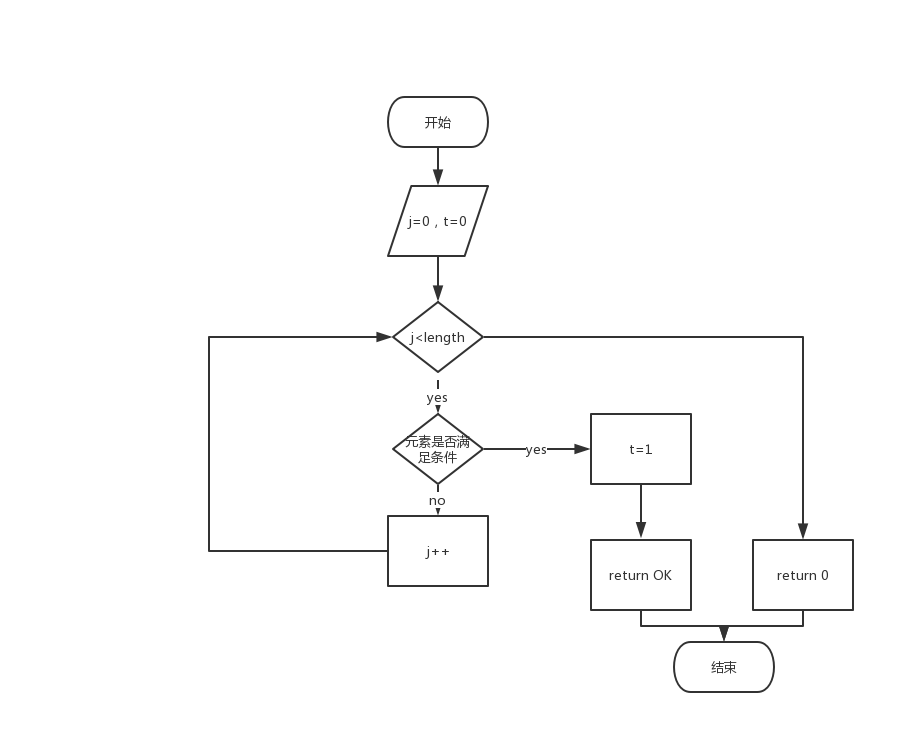 开始
j=0 , t=0
j<length
yes
元素是否满
足条件
yes
t=1
no
j++
return OK
return 0
结束